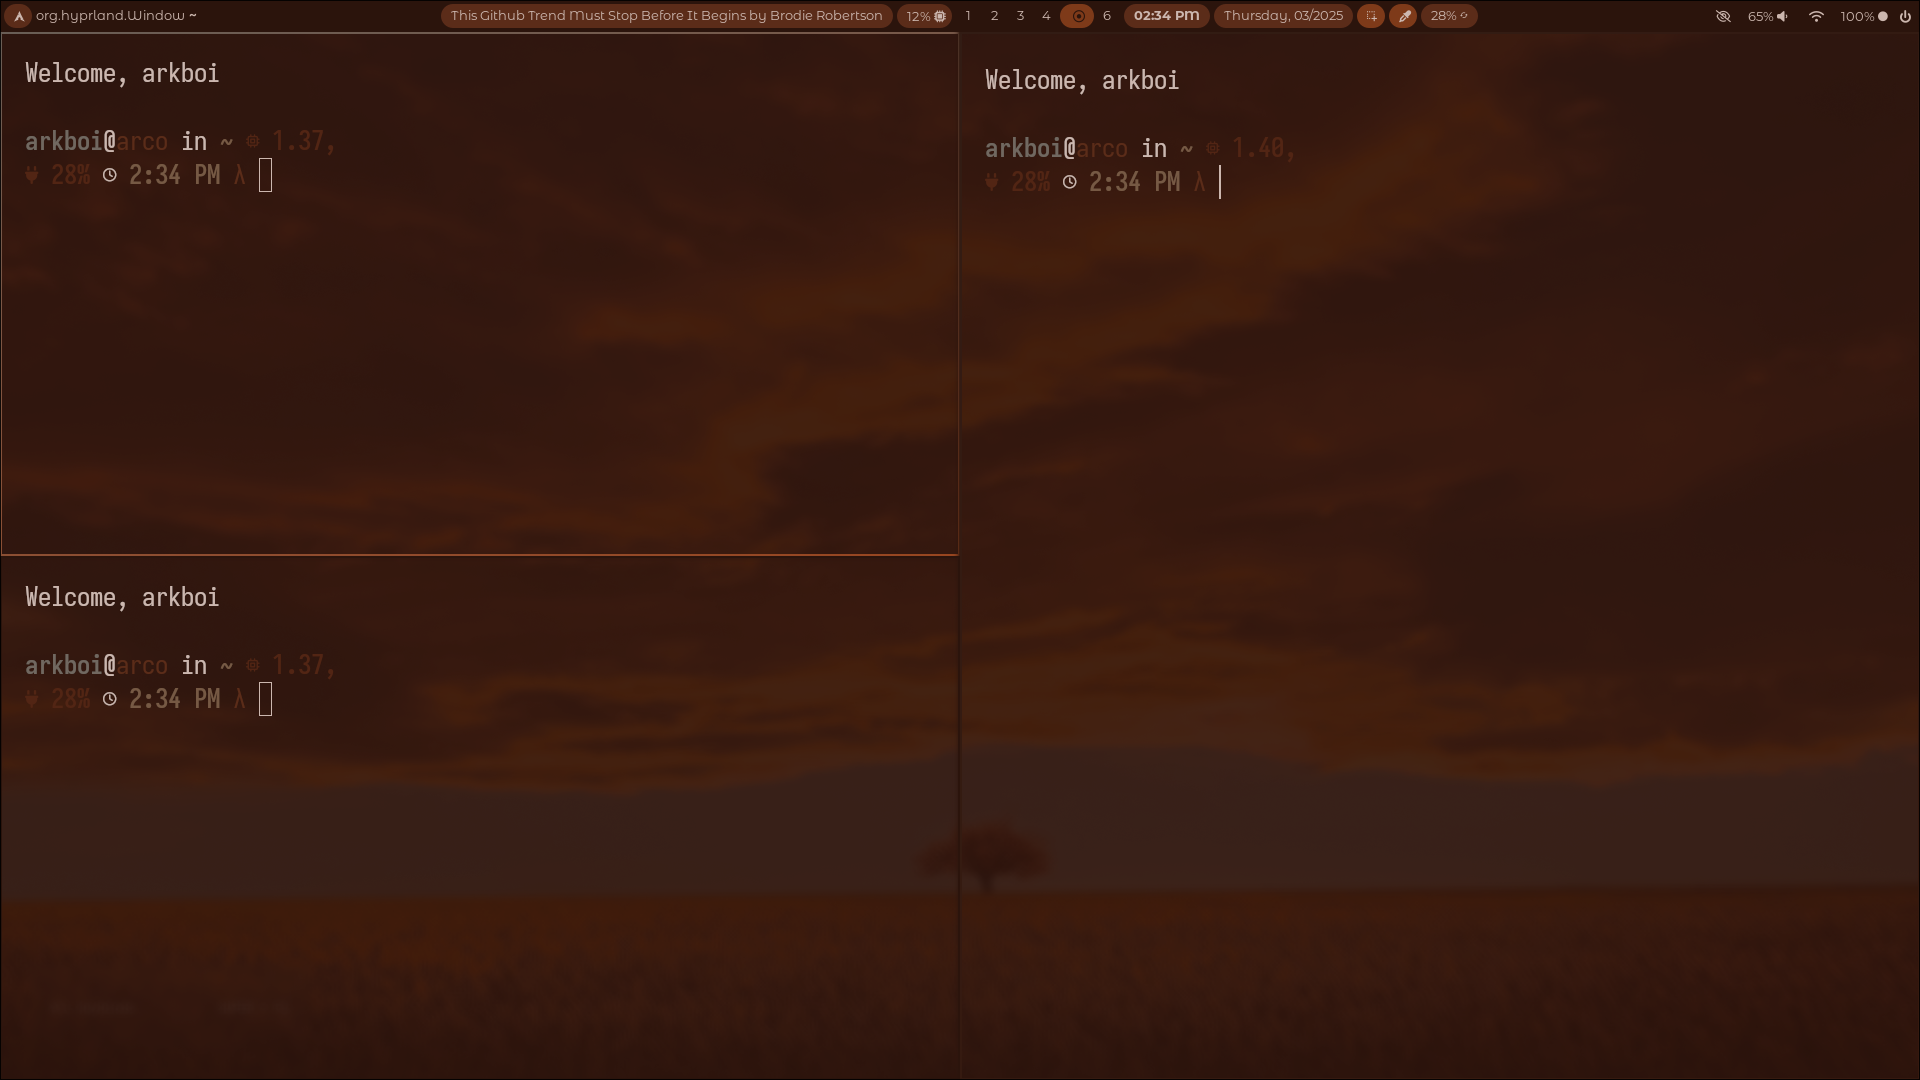 org.hyprland.Window ~
This Github Trend Must Stop Before It Begins by Brodie Robertson
12%
1 2 3 4 6
02:34 PM
Thursday, 03/2025
28%
65%
100%
Welcome, arkboi
arkboi@arco in ~ 1.37,
28% 2:34 PM λ
Welcome, arkboi
arkboi@arco in ~ 1.40,
28% 2:34 PM λ
Welcome, arkboi
arkboi@arco in ~ 1.37,
28% 2:34 PM λ